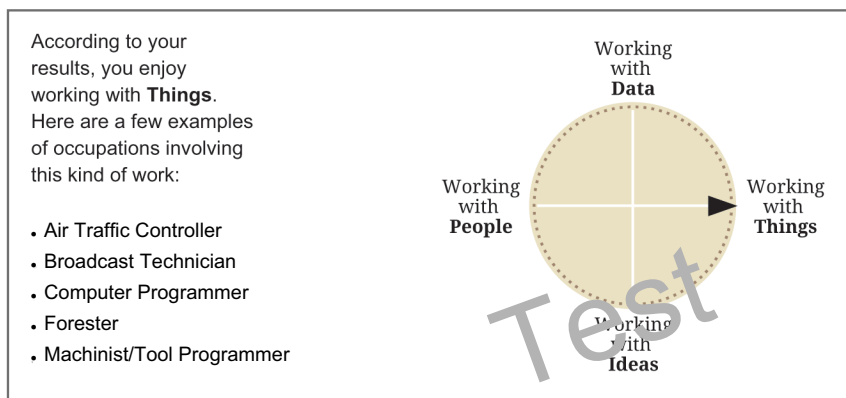 According to your
results, you enjoy
working with Things.
Here are a few examples
of occupations involving
this kind of work:
• Air Traffic Controller
• Broadcast Technician
• Computer Programmer
• Forester
• Machinist/Tool Programmer
Working
with
Data
Working
with
People
Working
with
Things
Working
with
Ideas
Test